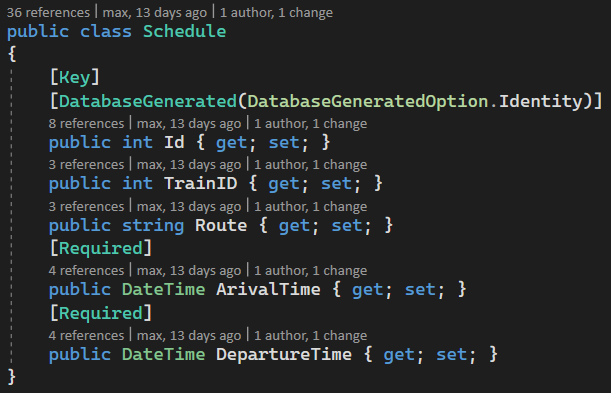 36 references | max, 13 days ago | 1 author, 1 change
public class Schedule
{
[Key]
[DatabaseGenerated(DatabaseGeneratedOption.Identity)]
8 references | max, 13 days ago | 1 author, 1 change
public int Id { get; set; }
3 references | max, 13 days ago | 1 author, 1 change
public int TrainID { get; set; }
3 references | max, 13 days ago | 1 author, 1 change
public string Route { get; set; }
[Required]
4 references | max, 13 days ago | 1 author, 1 change
public DateTime ArivalTime { get; set; }
[Required]
4 references | max, 13 days ago | 1 author, 1 change
public DateTime DepartureTime { get; set; }
}